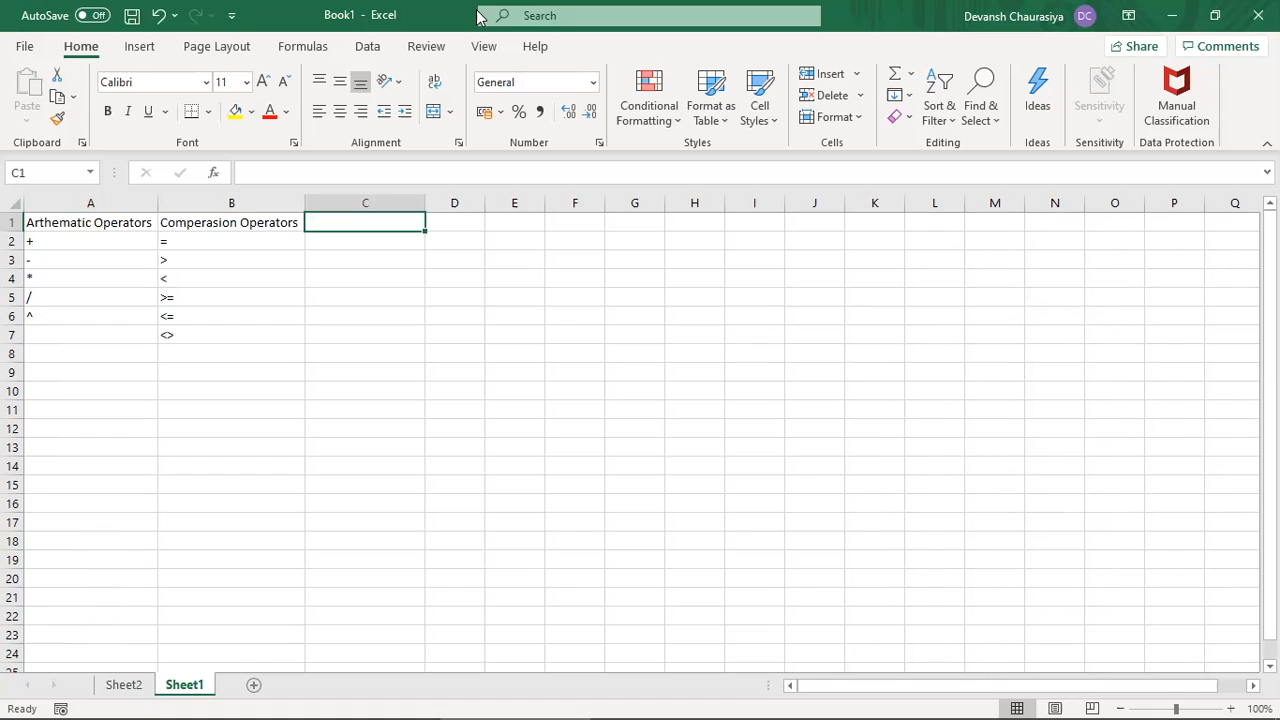 AutoSave Off Book1 - Excel Search Devansh Chaurasiya DC
File Home Insert Page Layout Formulas Data Review View Help Share Comments
Paste Calibri 11 General Conditional Formatting Format as Table Cell Styles Insert Delete Format Sort & Filter Find & Select Ideas Sensitivity Manual Classification
Clipboard Font Alignment Number Styles Cells Editing Ideas Sensitivity Data Protection
C1 fx
A B C D E F G H I J K L M N O P Q
1 Arthematic Operators Comperasion Operators
2 + =
3 - >
4 * <
5 / >=
6 ^ <=
7 <>
8
9
10
11
12
13
14
15
16
17
18
19
20
21
22
23
24
25
Sheet2 Sheet1
Ready 100%